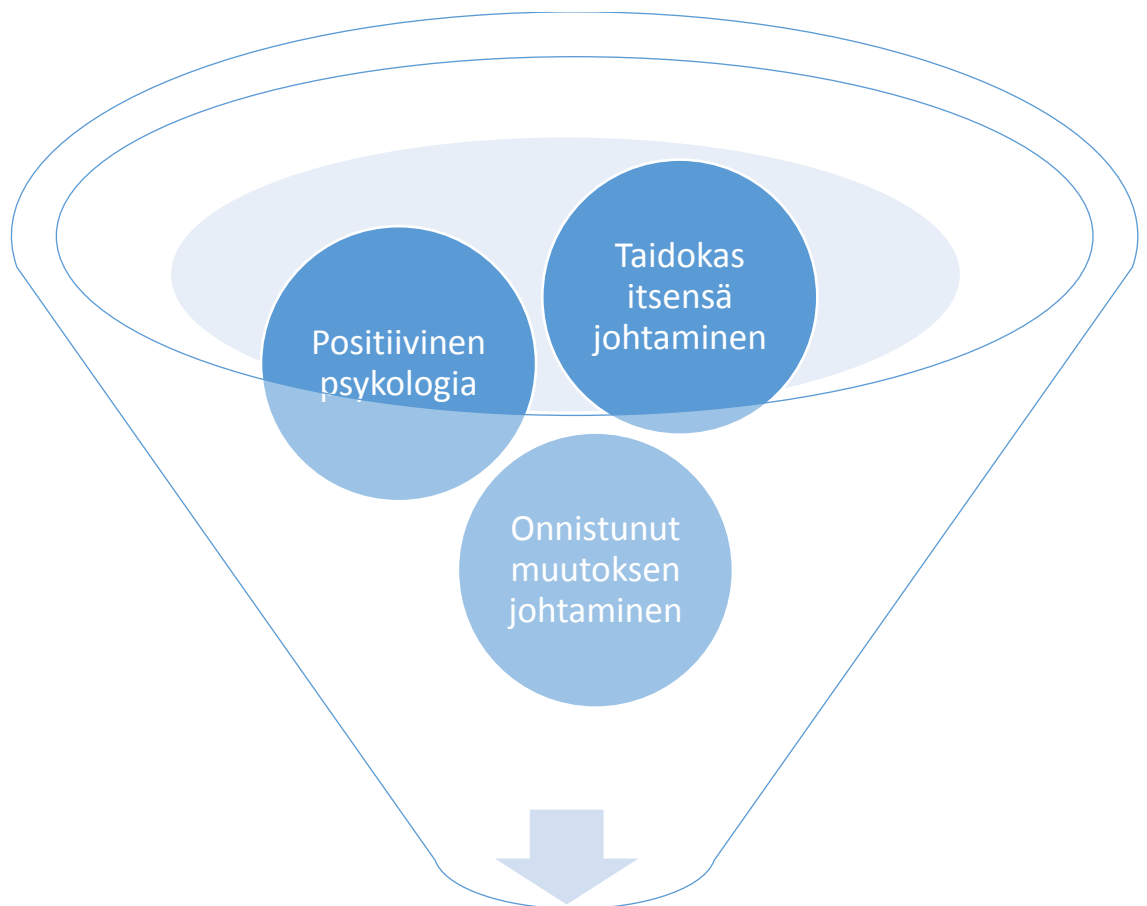 Taidokas
itsensä
johtaminen
Positiivinen
psykologia
Onnistunut
muutoksen
johtaminen